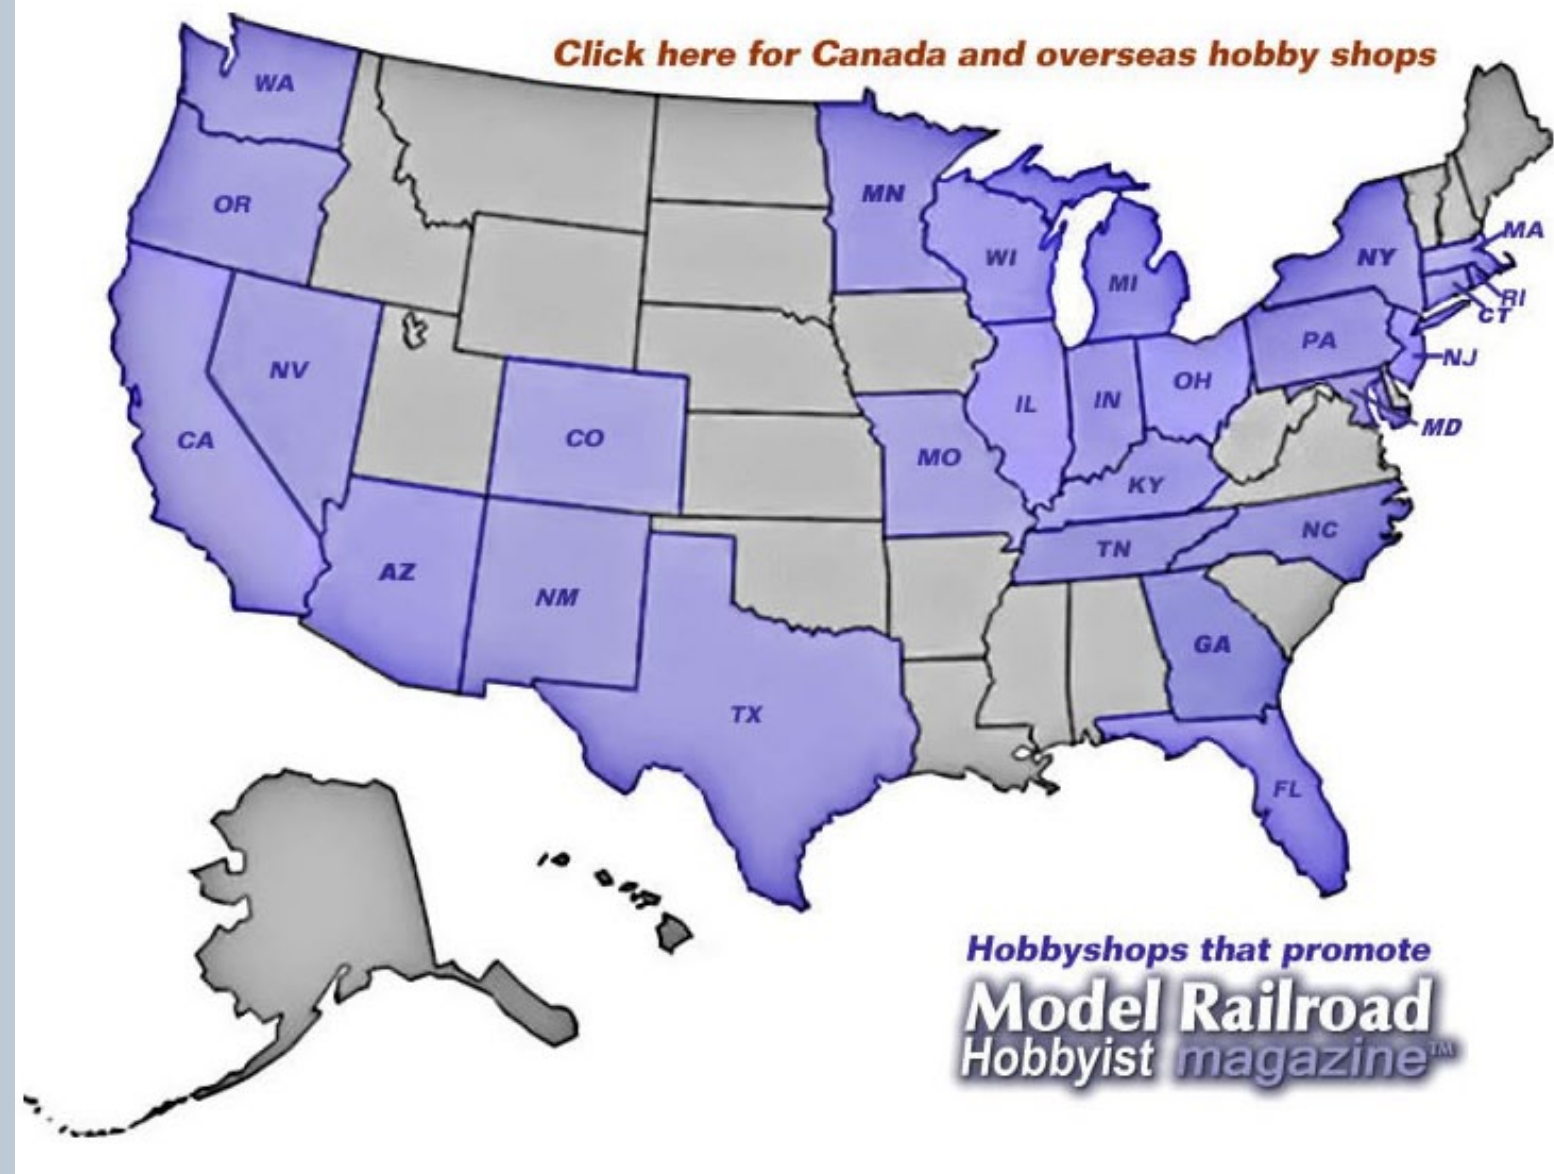 Click here for Canada and overseas hobby shops
WA
OR
MN
MA
WI
NY
MI
RI
CT
PA
NJ
NV
OH
IL
IN
CA
CO
MD
MO
KY
NC
TN
AZ
NM
GA
TX
FL
Hobbyshops that promote
Model Railroad
Hobbyist magazine™